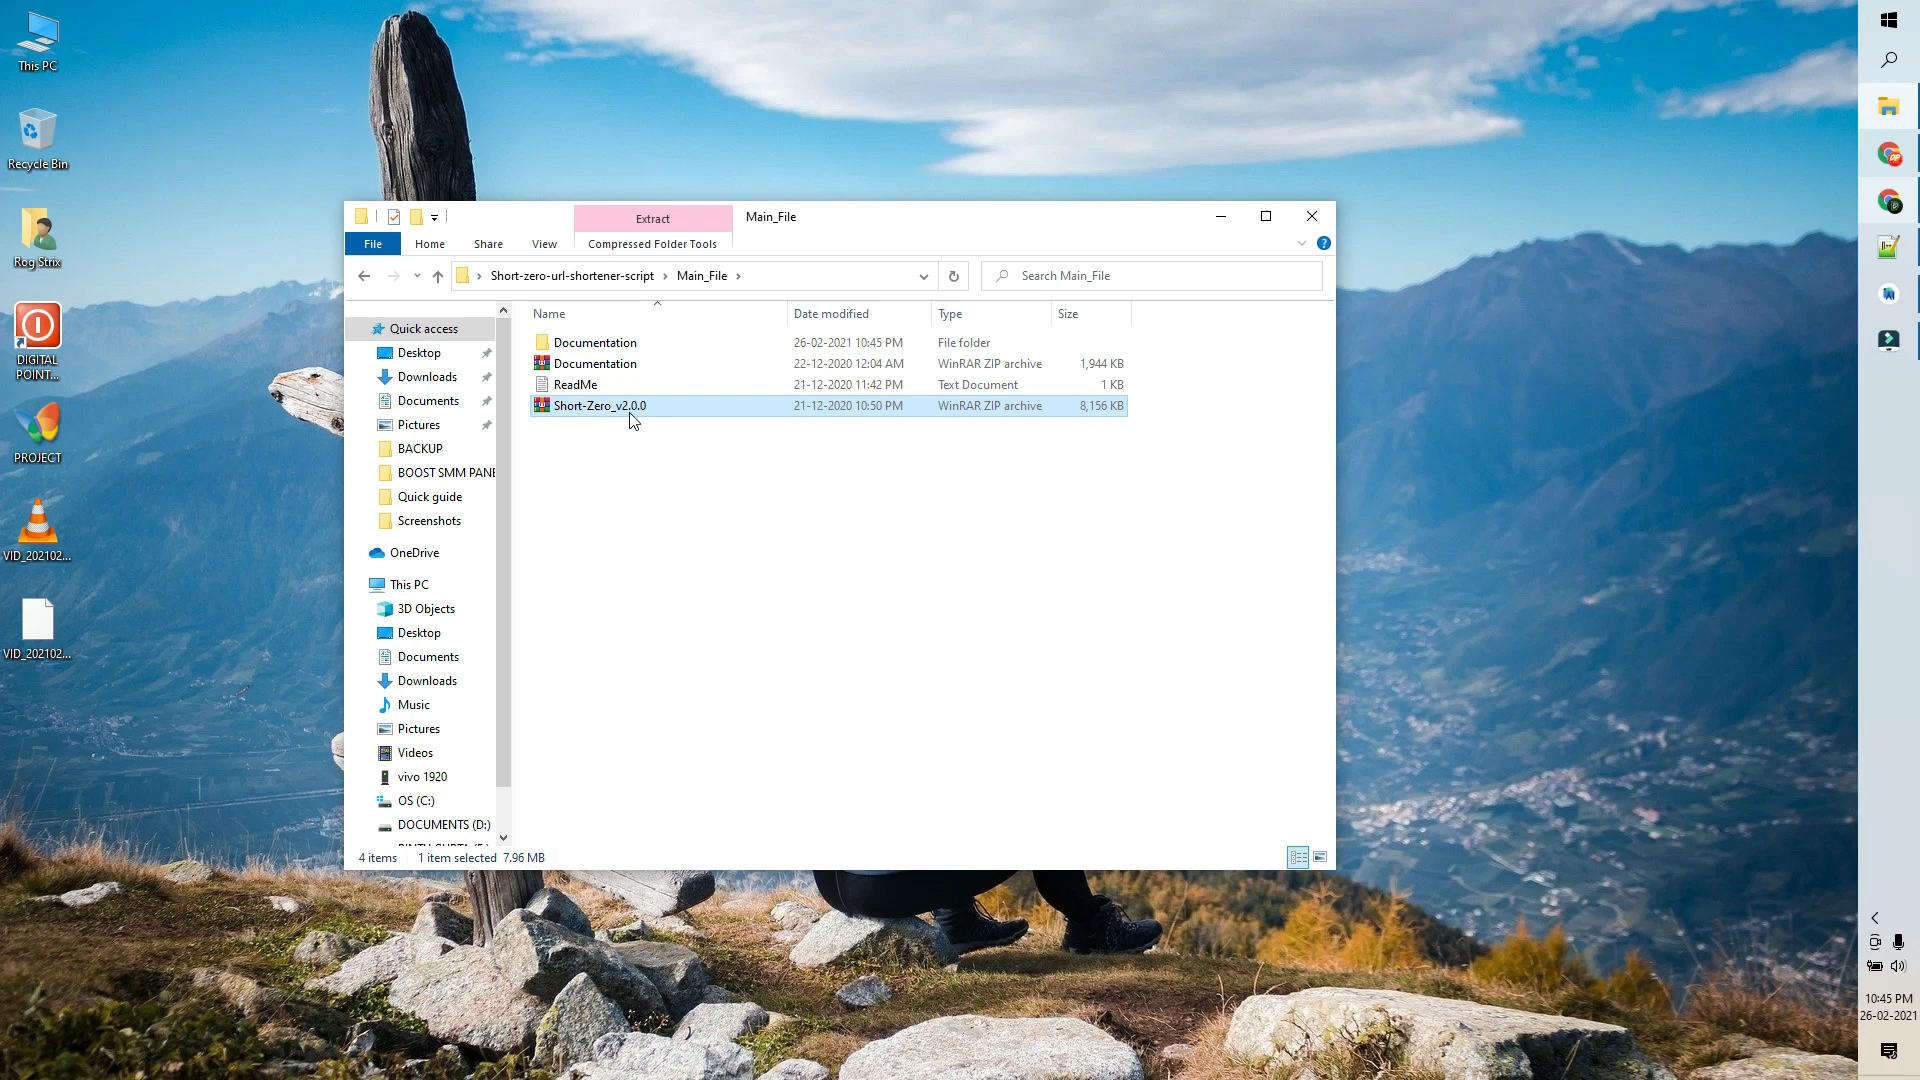 This PC
Recycle Bin
Rog Strix
DIGITAL
POINT...
PROJECT
VID_202102...
VID_202102...
Extract
Main_File
File
Home
Share
View
Compressed Folder Tools
Short-zero-url-shortener-script
Main_File
Search Main_File
Name
Date modified
Type
Size
Documentation
26-02-2021 10:45 PM
File folder
Documentation
22-12-2020 12:04 AM
WinRAR ZIP archive
1,944 KB
ReadMe
21-12-2020 11:42 PM
Text Document
1 KB
Short-Zero_v2.0.0
21-12-2020 10:50 PM
WinRAR ZIP archive
8,156 KB
Quick access
Desktop
Downloads
Documents
Pictures
BACKUP
BOOST SMM PANE
Quick guide
Screenshots
OneDrive
This PC
3D Objects
Desktop
Documents
Downloads
Music
Pictures
Videos
vivo 1920
OS (C:)
DOCUMENTS (D:)
4 items
1 item selected 7.96 MB
10:45 PM
26-02-2021